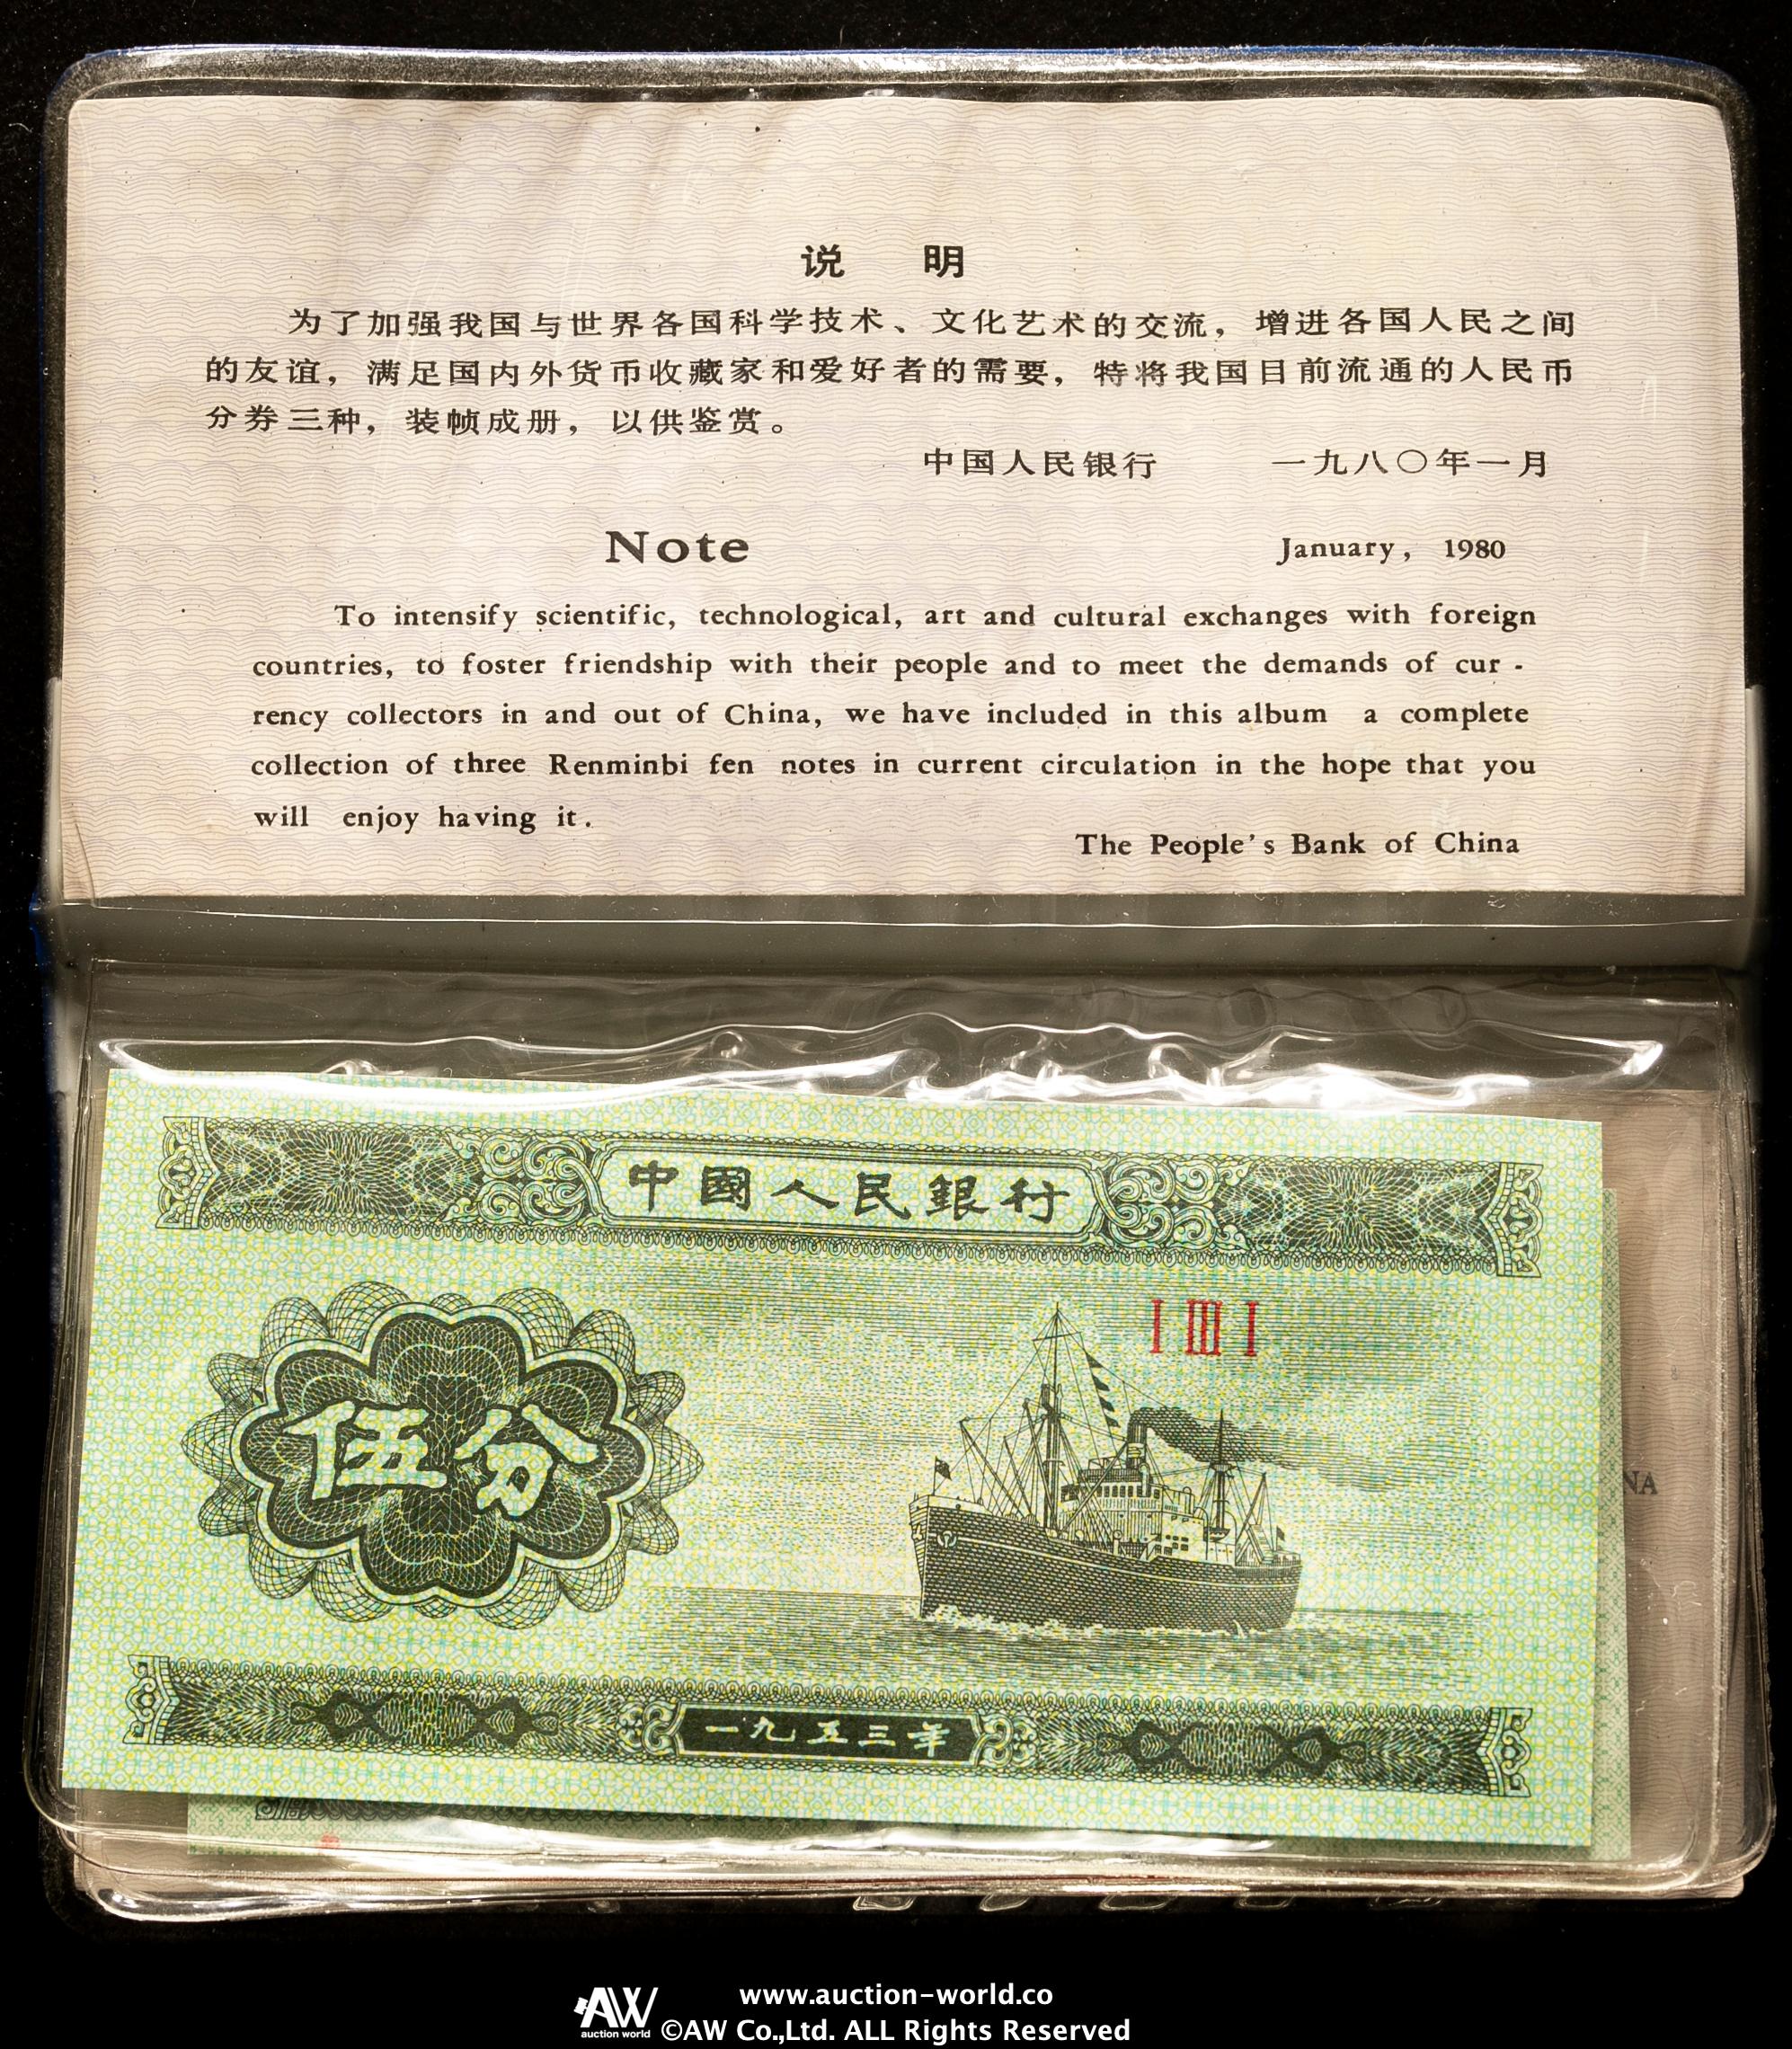 说 明
为了加强我国与世界各国科学技术、文化艺术的交流，增进各国人民之间
的友谊，满足国内外货币收藏家和爱好者的需要，特将我国目前流通的人民币
分券三种，装帧成册，以供鉴赏。
中国人民银行 一九八〇年一月
Note January, 1980
To intensify scientific, technological, art and cultural exchanges with foreign
countries, to foster friendship with their people and to meet the demands of cur-
rency collectors in and out of China, we have included in this album a complete
collection of three Renminbi fen notes in current circulation in the hope that you
will enjoy having it.
The People's Bank of China
中國人民銀行
I III I
伍分
NA
一九五三年
AW
auction world
www.auction-world.co
©AW Co.,Ltd. ALL Rights Reserved